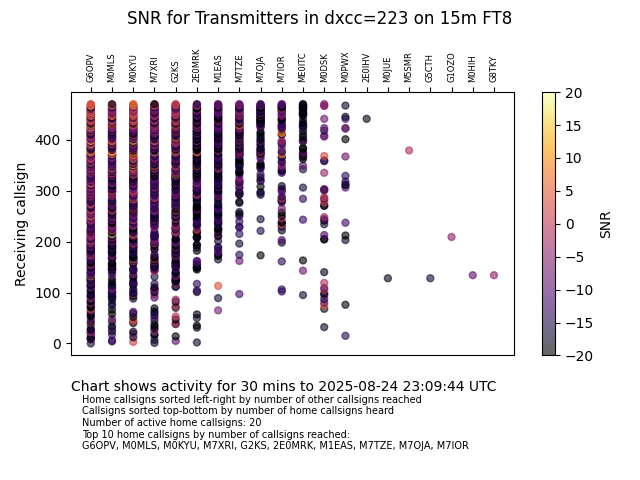 SNR for Transmitters in dxcc=223 on 15m FT8
G6OPV M0MLS M0KYU M7XRI G2KS 2E0MRK M1EAS M7TZE M7OJA M7IOR ME0ITC M0DSK M0PWX 2E0IHV M0JUE M5SMR G5CTH G1OZO M0HIH G8TKY
400
300
200
100
0
Receiving callsign
20
15
10
5
0
−5
−10
−15
−20
SNR
Chart shows activity for 30 mins to 2025-08-24 23:09:44 UTC
Home callsigns sorted left-right by number of other callsigns reached
Callsigns sorted top-bottom by number of home callsigns heard
Number of active home callsigns: 20
Top 10 home callsigns by number of callsigns reached:
G6OPV, M0MLS, M0KYU, M7XRI, G2KS, 2E0MRK, M1EAS, M7TZE, M7OJA, M7IOR